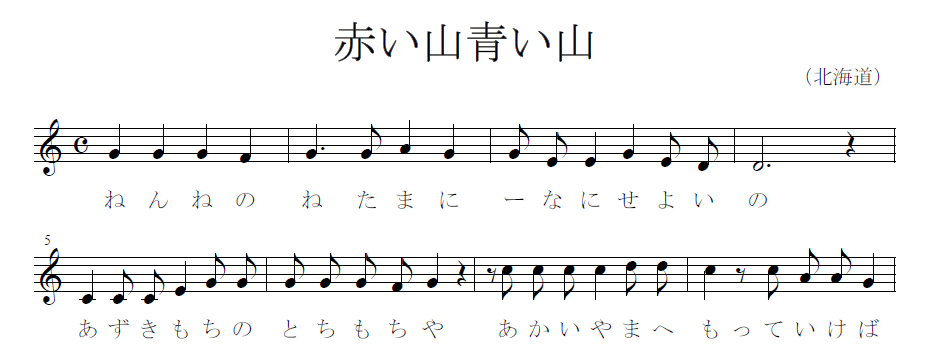 赤い山青い山
（北海道）
ねんねの ねたまに ーなにせよいの
5
あずきもちの とちもちや あかいやまへ もっていけば